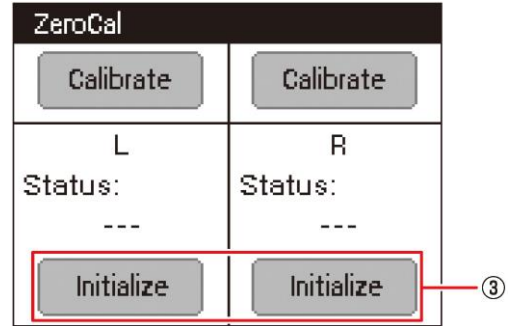 ZeroCal
Calibrate Calibrate
L R
Status: Status:
--- ---
Initialize Initialize ③